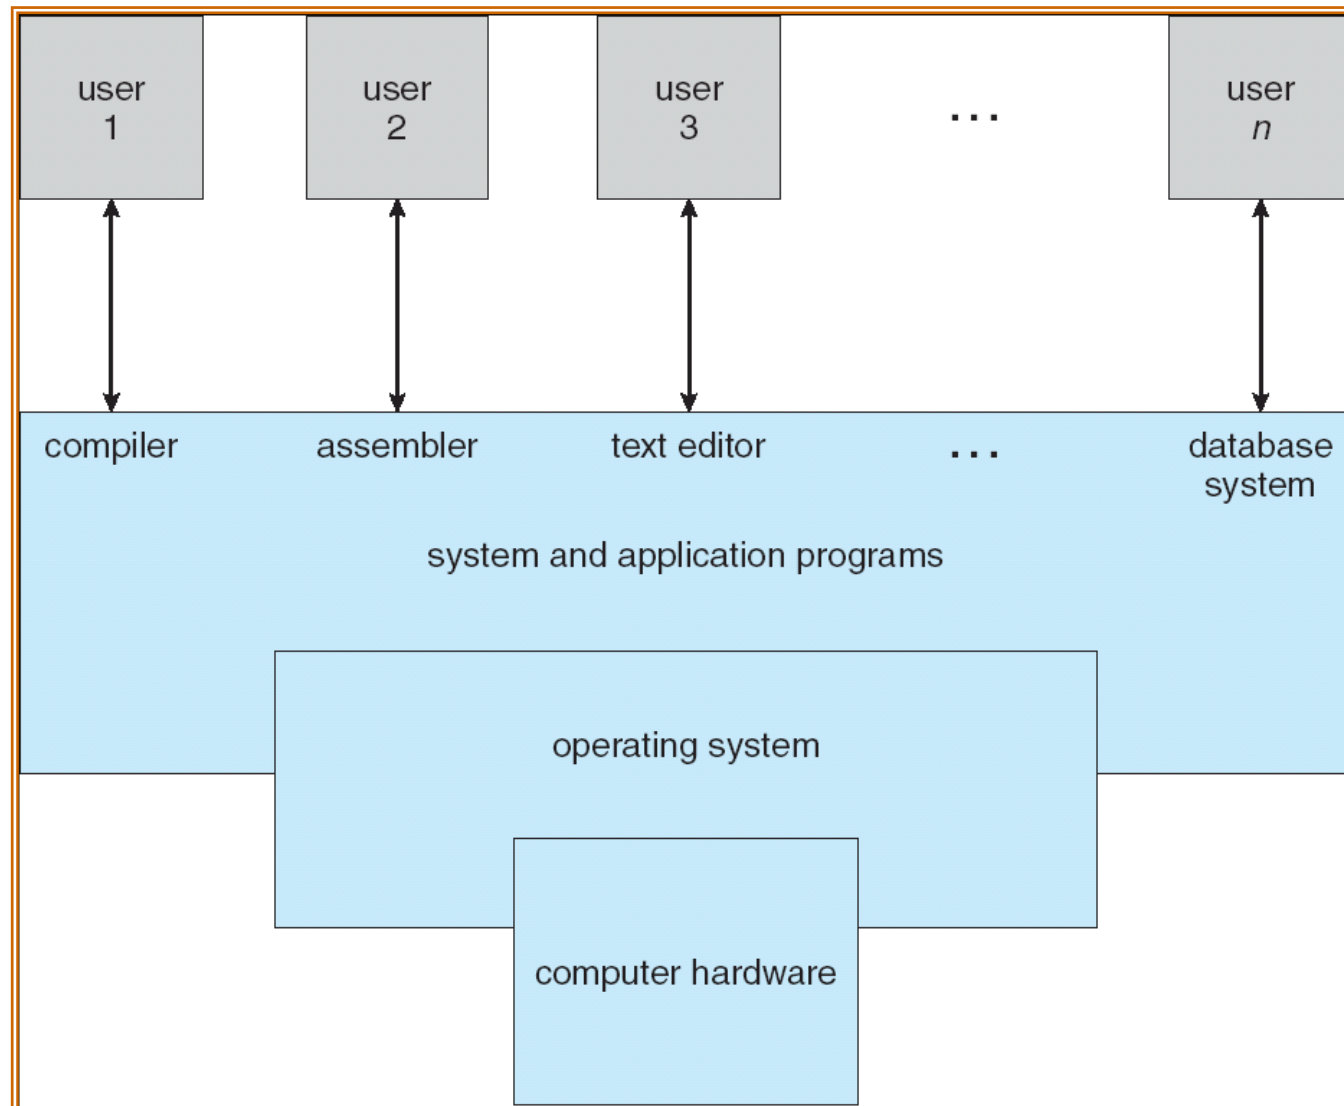 user
1
user
2
user
3
...
user
n
compiler
assembler
text editor
...
database
system
system and application programs
operating system
computer hardware